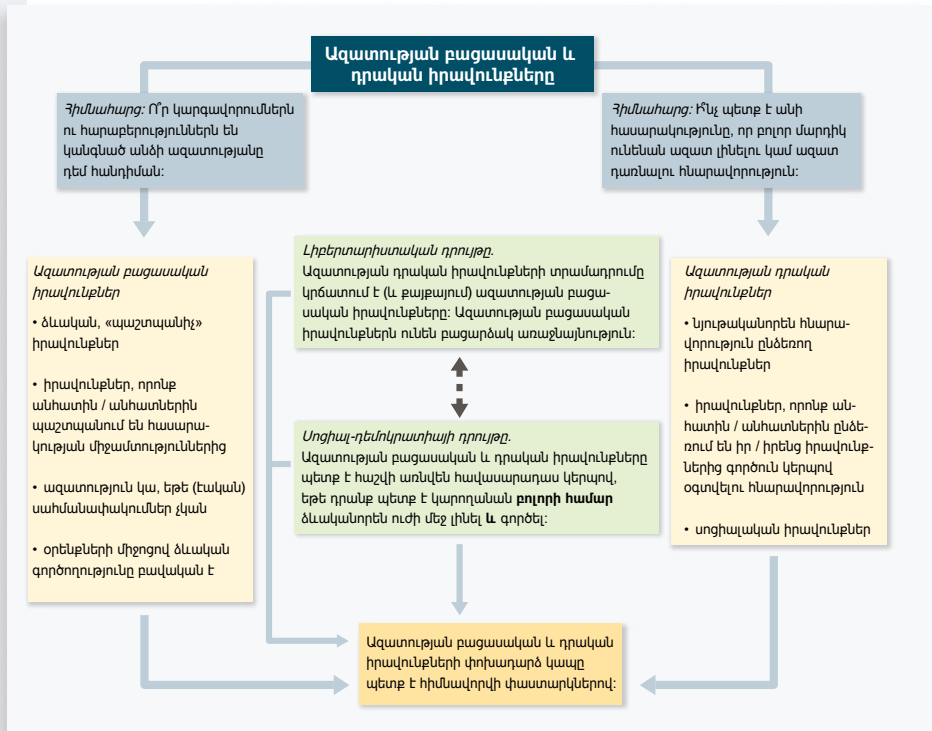 Ազատության բացասական և
դրական իրավունքները
Հիմնահարց: Ո՞ր կարգավորումներն
ու հարաբերություններն են
կանգնած անձի ազատությանը
դեմ հանդիման:
Հիմնահարց: Ի՞նչ պետք է անի
հասարակությունը, որ բոլոր մարդիկ
ունենան ազատ լինելու կամ ազատ
դառնալու հնարավորություն:
Ազատության բացասական
իրավունքներ
• ձևական, «պաշտպանիչ»
իրավունքներ
• իրավունքներ, որոնք
անհատին / անհատներին
պաշտպանում են հասարա-
կության միջամտություններից
• ազատություն կա, եթե (էական)
սահմանափակումներ չկան
• օրենքների միջոցով ձևական
գործողությունը բավական է
Լիբերտարիստական դրույթը.
Ազատության դրական իրավունքների տրամադրումը
կրճատում է (և քայքայում) ազատության բացա-
սական իրավունքները: Ազատության բացասական
իրավունքներն ունեն բացարձակ առաջնայնություն:
Սոցիալ-դեմոկրատիայի դրույթը.
Ազատության բացասական և դրական իրավունքները
պետք է հաշվի առնվեն հավասարադաս կերպով,
եթե դրանք պետք է կարողանան բոլորի համար
ձևականորեն ուժի մեջ լինել և գործել:
Ազատության դրական
իրավունքներ
• նյութականորեն հնարա-
վորություն ընձեռող
իրավունքներ
• իրավունքներ, որոնք ան-
հատին / անհատներին ընձե-
ռում են իր / իրենց իրավունք-
ներից գործուն կերպով
օգտվելու հնարավորություն
• սոցիալական իրավունքներ
Ազատության բացասական և դրական
իրավունքների փոխադարձ կապը
պետք է հիմնավորվի փաստարկներով: